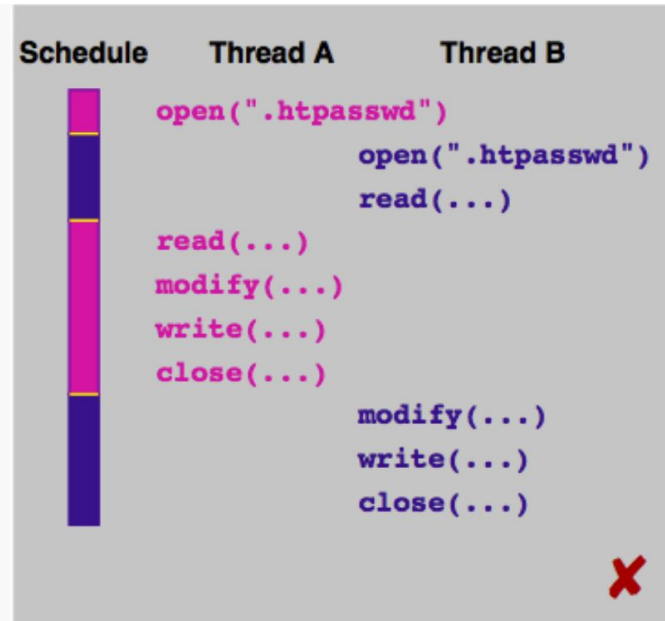 Schedule Thread A Thread B
open(".htpasswd")
open(".htpasswd")
read(...)
read(...)
modify(...)
write(...)
close(...)
modify(...)
write(...)
close(...)